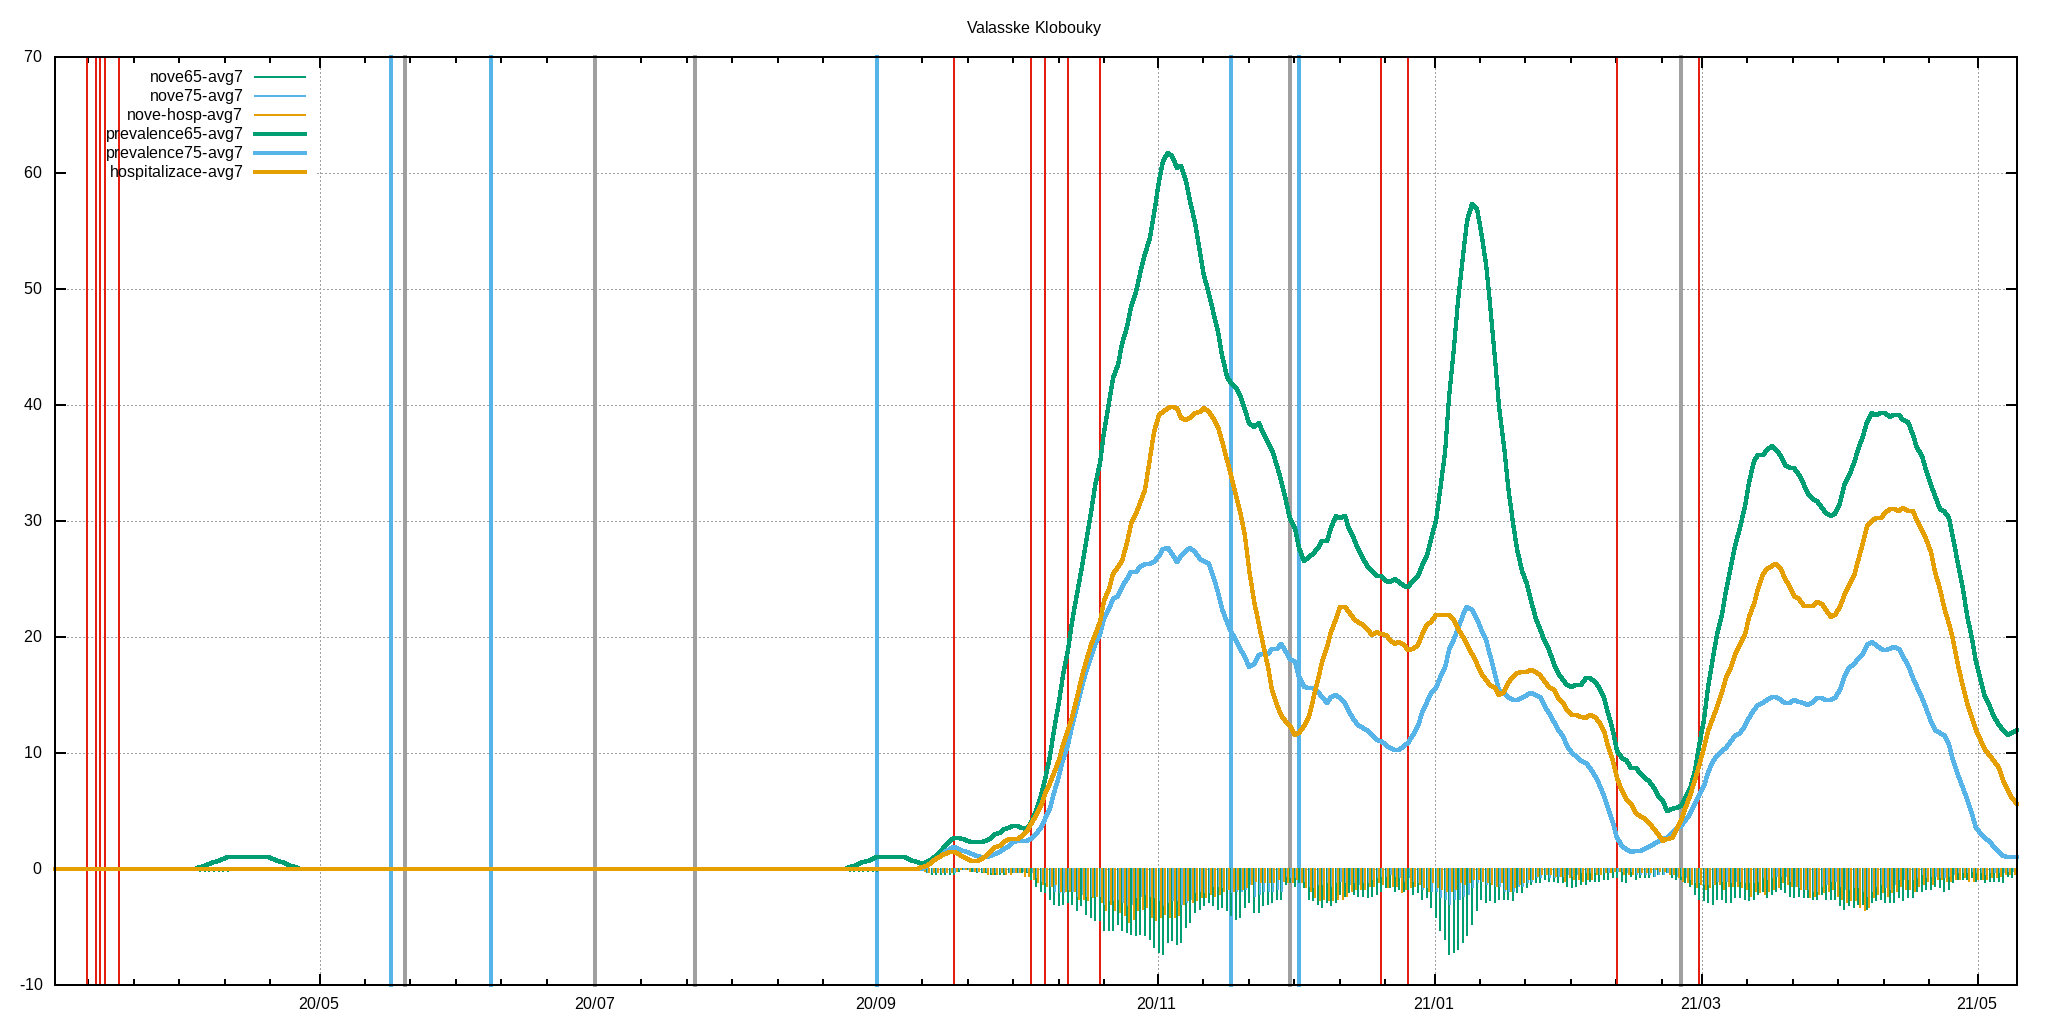 Valasske Klobouky
nove65-avg7
nove75-avg7
nove-hosp-avg7
prevalence65-avg7
prevalence75-avg7
hospitalizace-avg7
70
60
50
40
30
20
10
0
-10
20/05 20/07 20/09 20/11 21/01 21/03 21/05